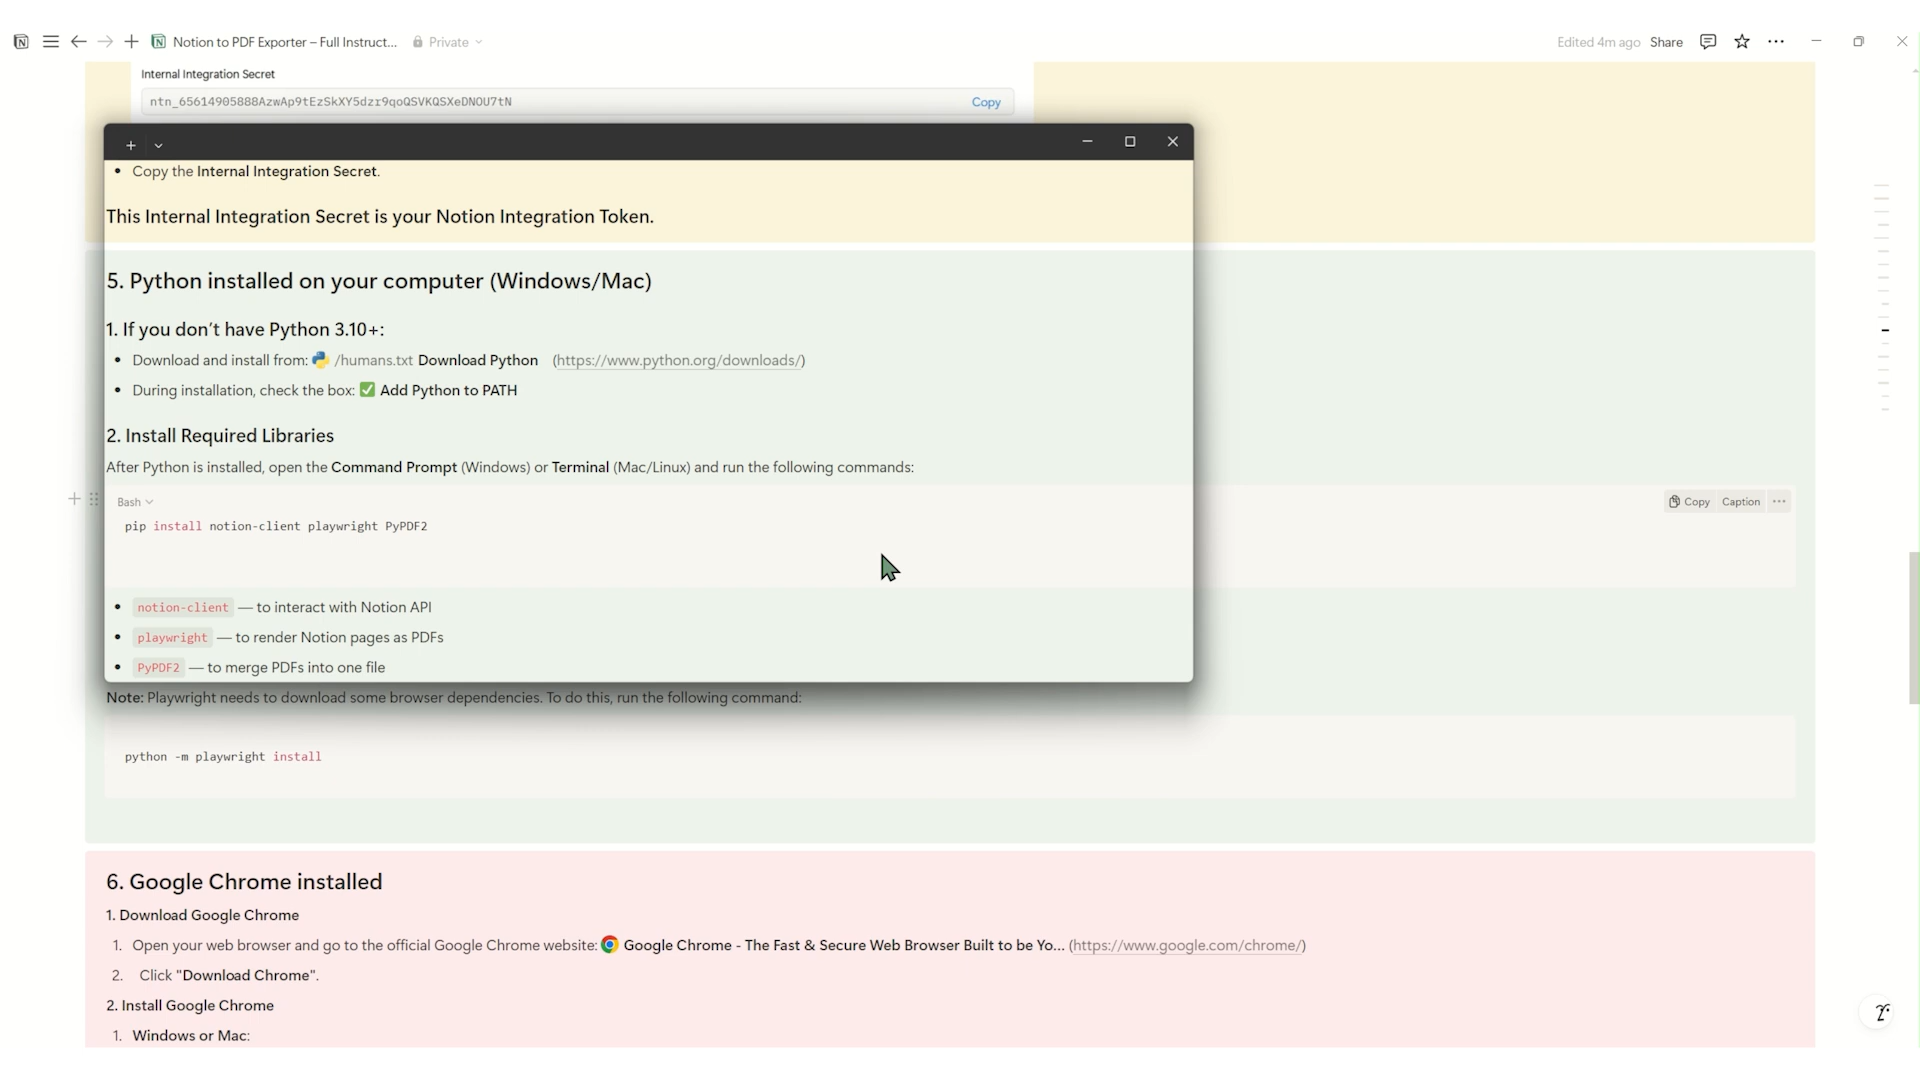 Notion to PDF Exporter – Full Instruct...
Private
Edited 4m ago
Share
Internal Integration Secret
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
Copy
• Copy the Internal Integration Secret.
This Internal Integration Secret is your Notion Integration Token.
5. Python installed on your computer (Windows/Mac)
1. If you don’t have Python 3.10+:
• Download and install from: /humans.txt Download Python (https://www.python.org/downloads/)
• During installation, check the box: ✅ Add Python to PATH
2. Install Required Libraries
After Python is installed, open the Command Prompt (Windows) or Terminal (Mac/Linux) and run the following commands:
Bash
Copy Caption
pip install notion-client playwright PyPDF2
• notion-client — to interact with Notion API
• playwright — to render Notion pages as PDFs
• PyPDF2 — to merge PDFs into one file
Note: Playwright needs to download some browser dependencies. To do this, run the following command:
python -m playwright install
6. Google Chrome installed
1. Download Google Chrome
1. Open your web browser and go to the official Google Chrome website: Google Chrome - The Fast & Secure Web Browser Built to be Yo... (https://www.google.com/chrome/)
2. Click "Download Chrome".
2. Install Google Chrome
1. Windows or Mac: